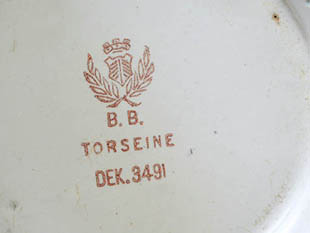 B. B.
TORSEINE
DEK. 3491